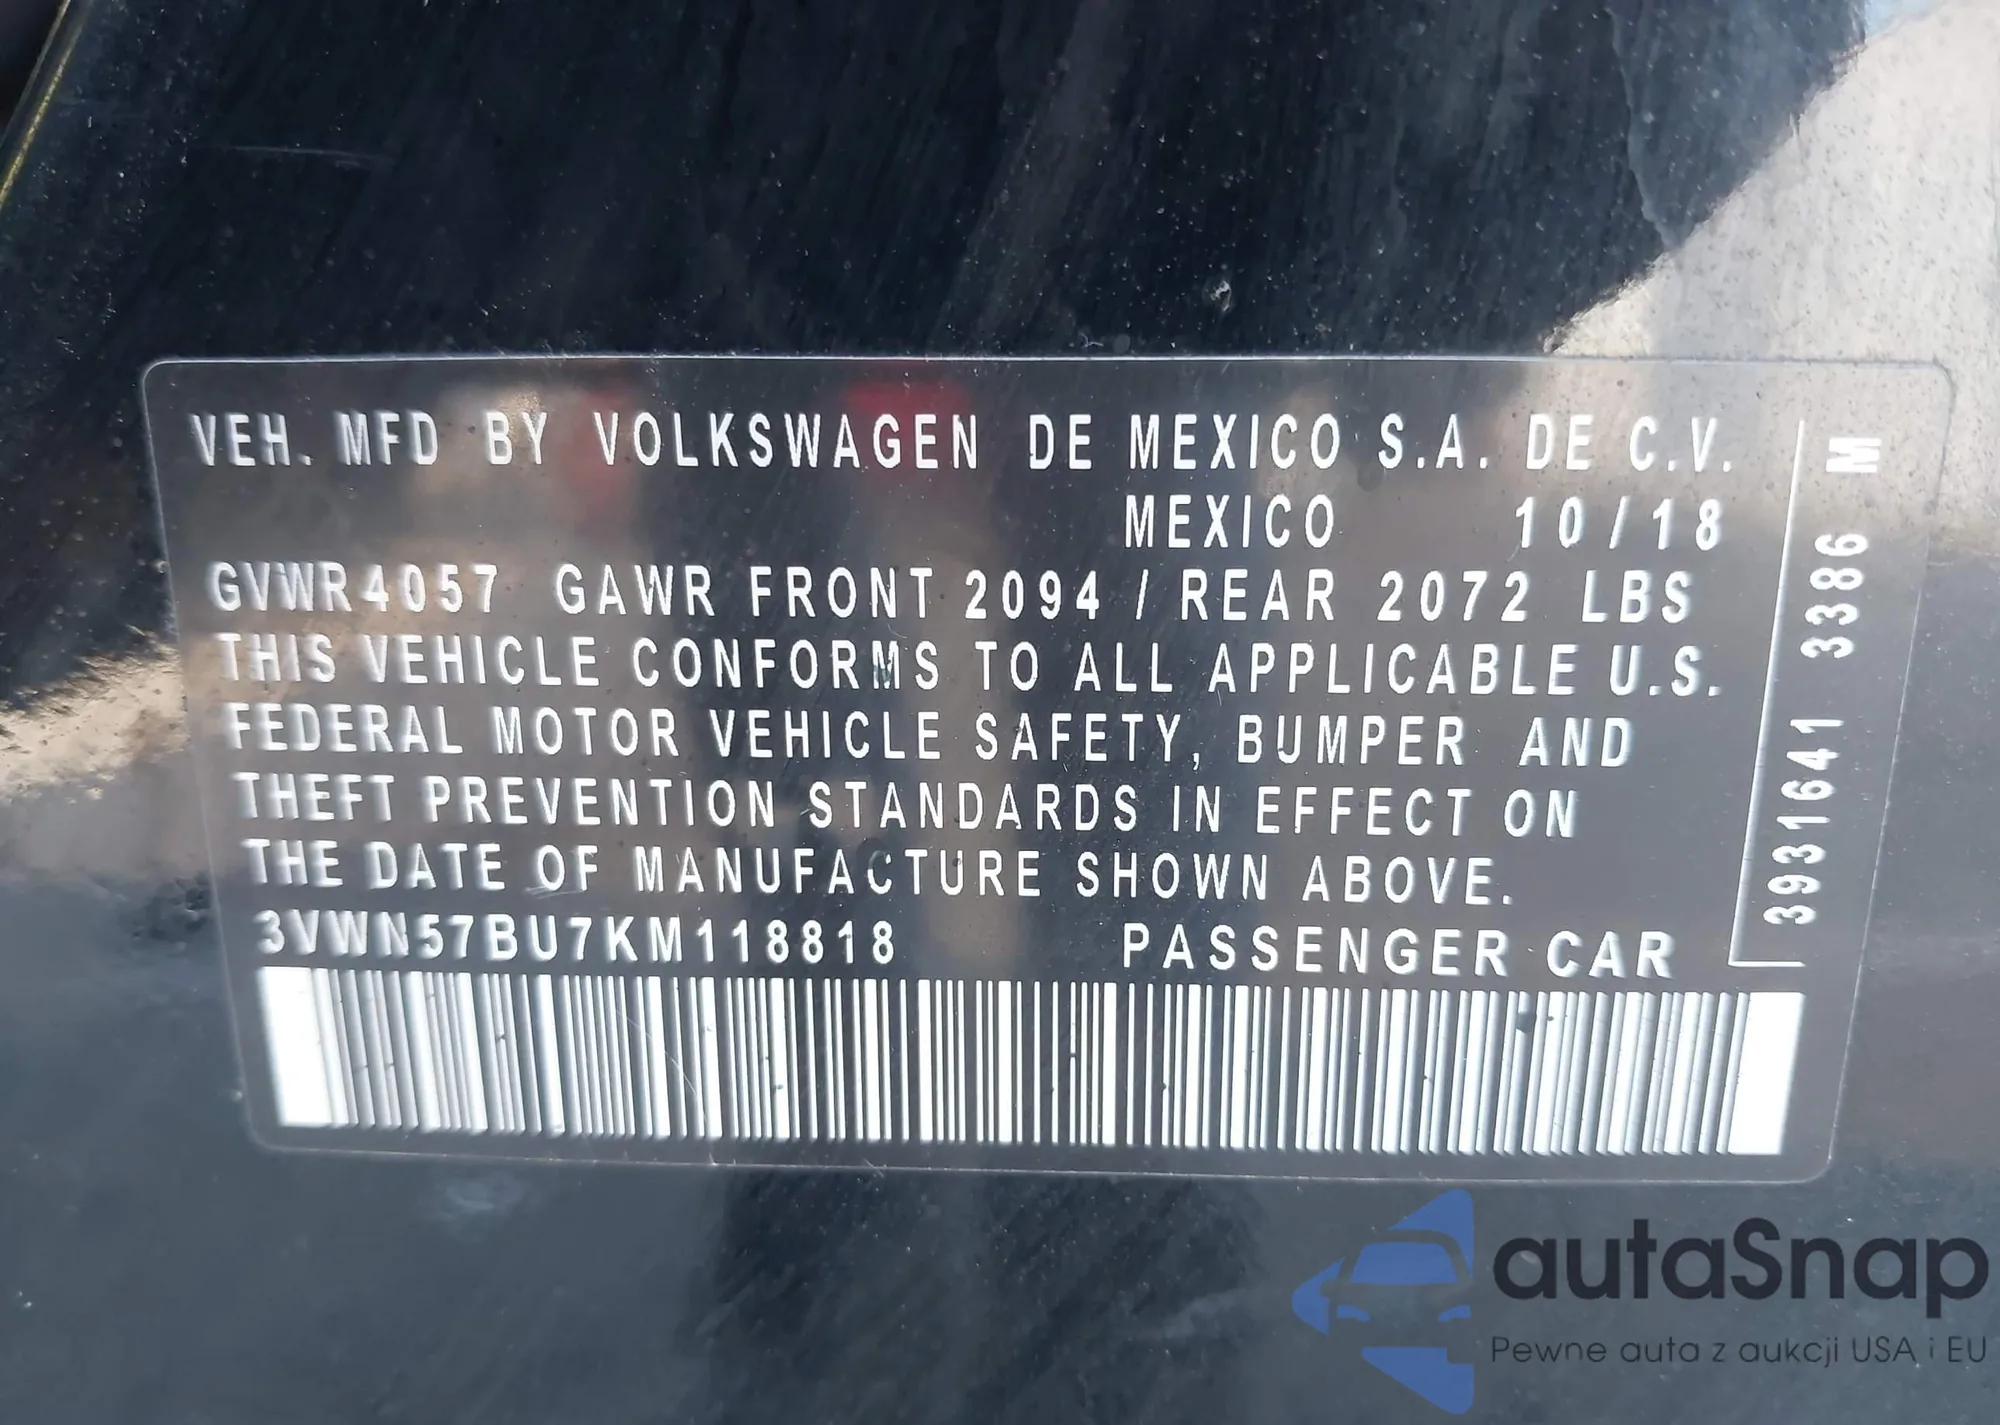 VEH. MFD BY VOLKSWAGEN DE MEXICO S.A. DE C.V.
MEXICO 10/18
GVWR4057 GAWR FRONT 2094 / REAR 2072 LBS
THIS VEHICLE CONFORMS TO ALL APPLICABLE U.S.
FEDERAL MOTOR VEHICLE SAFETY, BUMPER AND
THEFT PREVENTION STANDARDS IN EFFECT ON
THE DATE OF MANUFACTURE SHOWN ABOVE.
3VWN57BU7KM118818 PASSENGER CAR
3931641 3386 M
autaSnap
Pewne auta z aukcji USA i EU